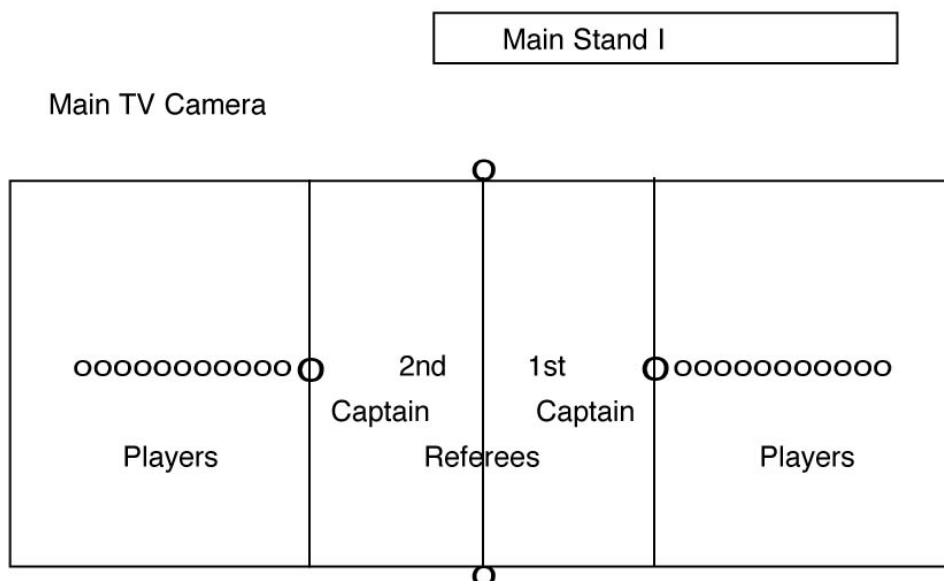 Main Stand I
Main TV Camera
O
ooooooooooo O 2nd 1st O ooooooooooo
Captain Captain
Players Referees Players
O